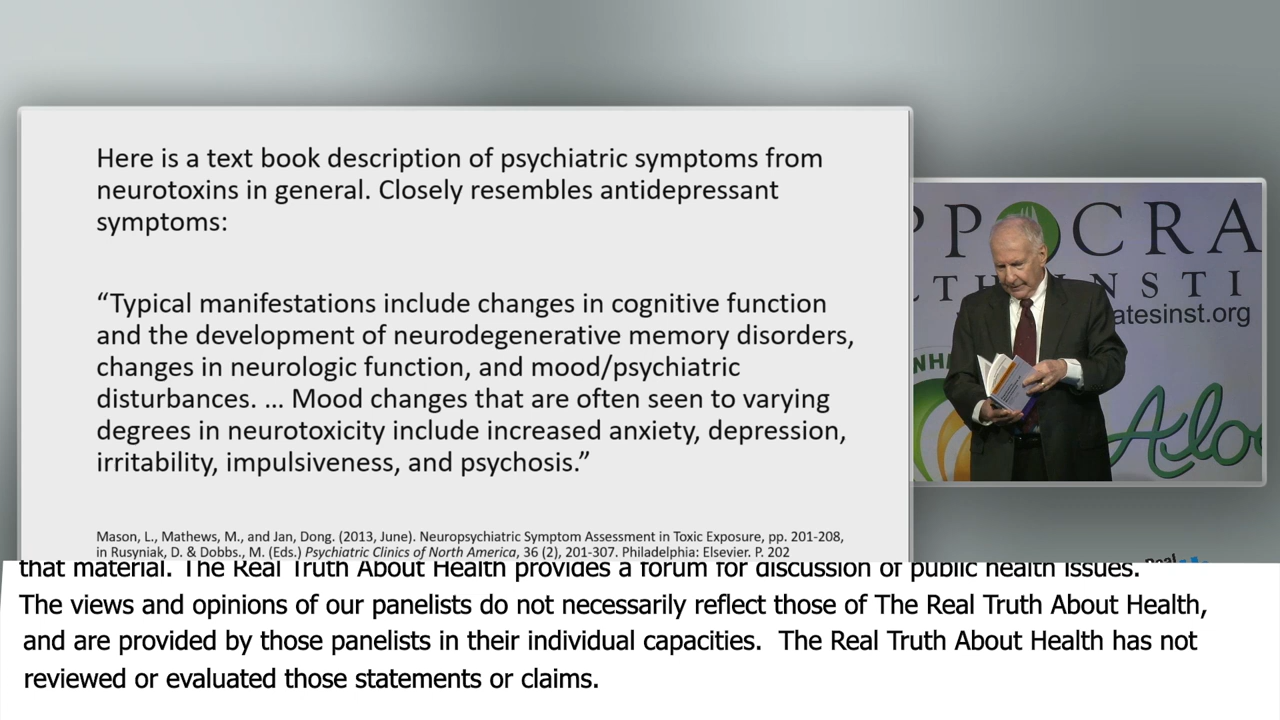 Here is a text book description of psychiatric symptoms from
neurotoxins in general. Closely resembles antidepressant
symptoms:
“Typical manifestations include changes in cognitive function
and the development of neurodegenerative memory disorders,
changes in neurologic function, and mood/psychiatric
disturbances. … Mood changes that are often seen to varying
degrees in neurotoxicity include increased anxiety, depression,
irritability, impulsiveness, and psychosis.”
Mason, L., Mathews, M., and Jan, Dong. (2013, June). Neuropsychiatric Symptom Assessment in Toxic Exposure, pp. 201-208,
in Rusyniak, D. & Dobbs., M. (Eds.) Psychiatric Clinics of North America, 36 (2), 201-307. Philadelphia: Elsevier. P. 202
PPOCRA
LTH INSTI
atesinst.org
NHA
Alo
Real
that material. The Real Truth About Health provides a forum for discussion of public health issues.
The views and opinions of our panelists do not necessarily reflect those of The Real Truth About Health,
and are provided by those panelists in their individual capacities. The Real Truth About Health has not
reviewed or evaluated those statements or claims.